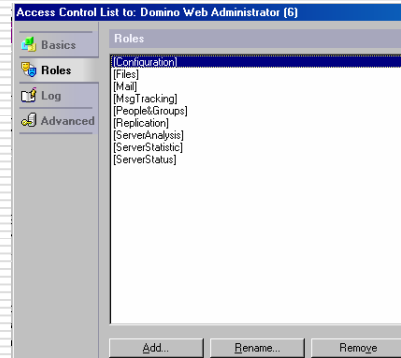 Access Control List to: Domino Web Administrator (6)
Basics
Roles
Log
Advanced
Roles
[Configuration]
[Files]
[Mail]
[MsgTracking]
[People&Groups]
[Replication]
[ServerAnalysis]
[ServerStatistic]
[ServerStatus]
Add...
Rename...
Remove